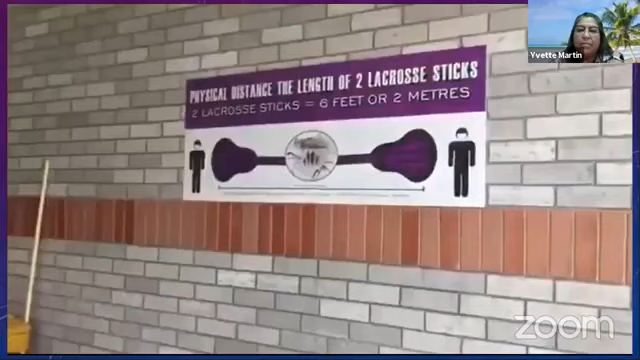 Yvette Martin
PHYSICAL DISTANCE THE LENGTH OF 2 LACROSSE STICKS
2 LACROSSE STICKS = 6 FEET OR 2 METRES
zoom